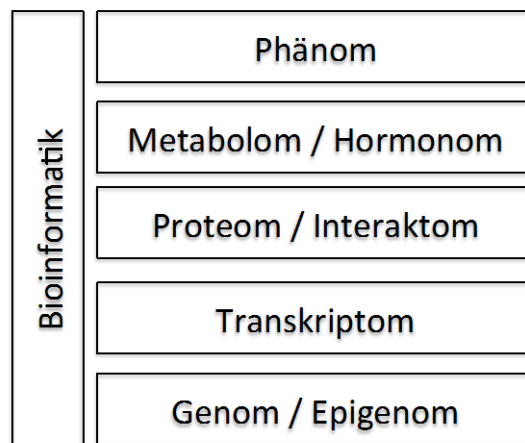 Bioinformatik
Phänom
Metabolom / Hormonom
Proteom / Interaktom
Transkriptom
Genom / Epigenom